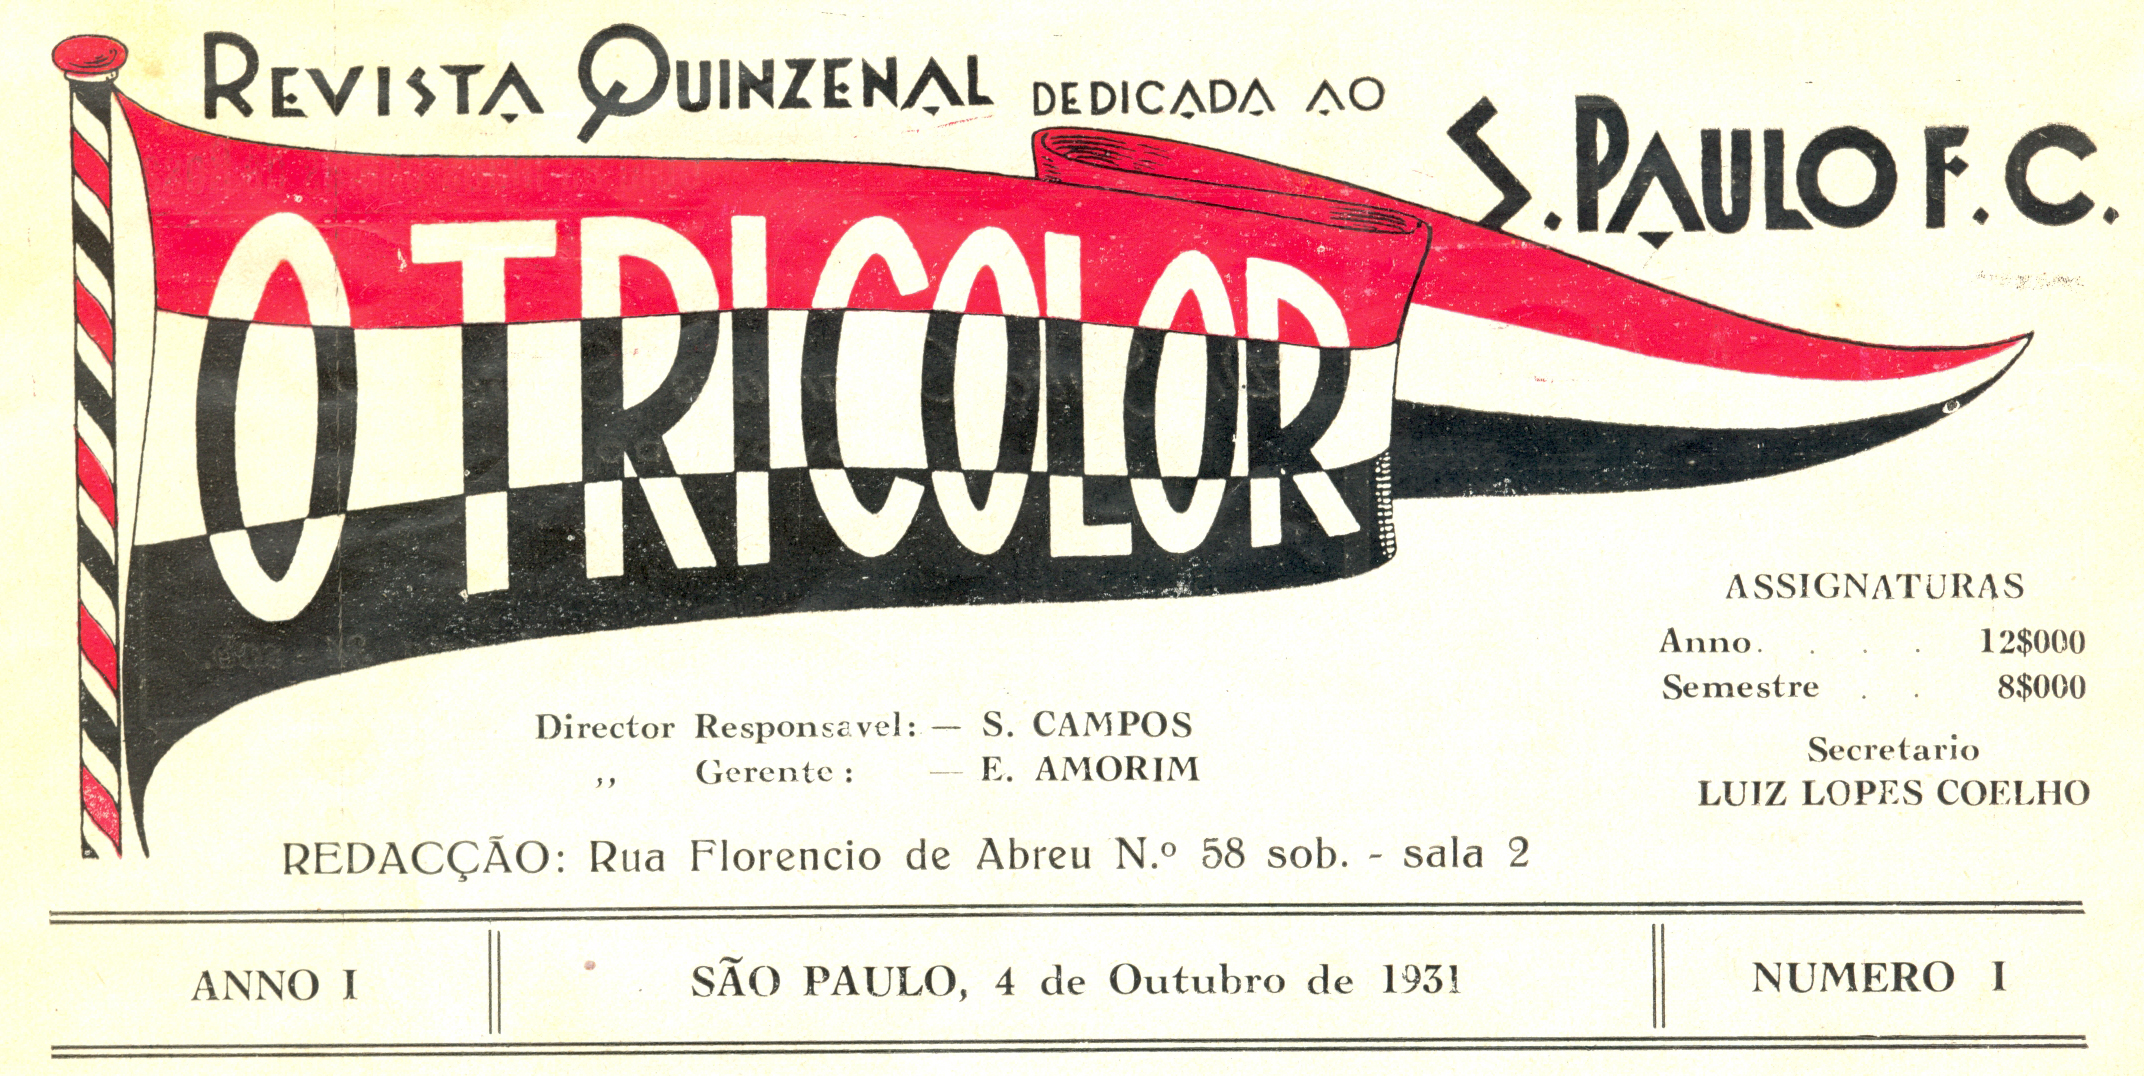 REVISTA QUINZENAL DEDICADA AO S. PAULO F. C.
O TRICOLOR
ASSIGNATURAS
Anno. . . . 12$000
Semestre . . 8$000
Director Responsavel: — S. CAMPOS
,, Gerente: — E. AMORIM
Secretario
LUIZ LOPES COELHO
REDACÇÃO: Rua Florencio de Abreu N.º 58 sob. - sala 2
ANNO I
SÃO PAULO, 4 de Outubro de 1931
NUMERO I